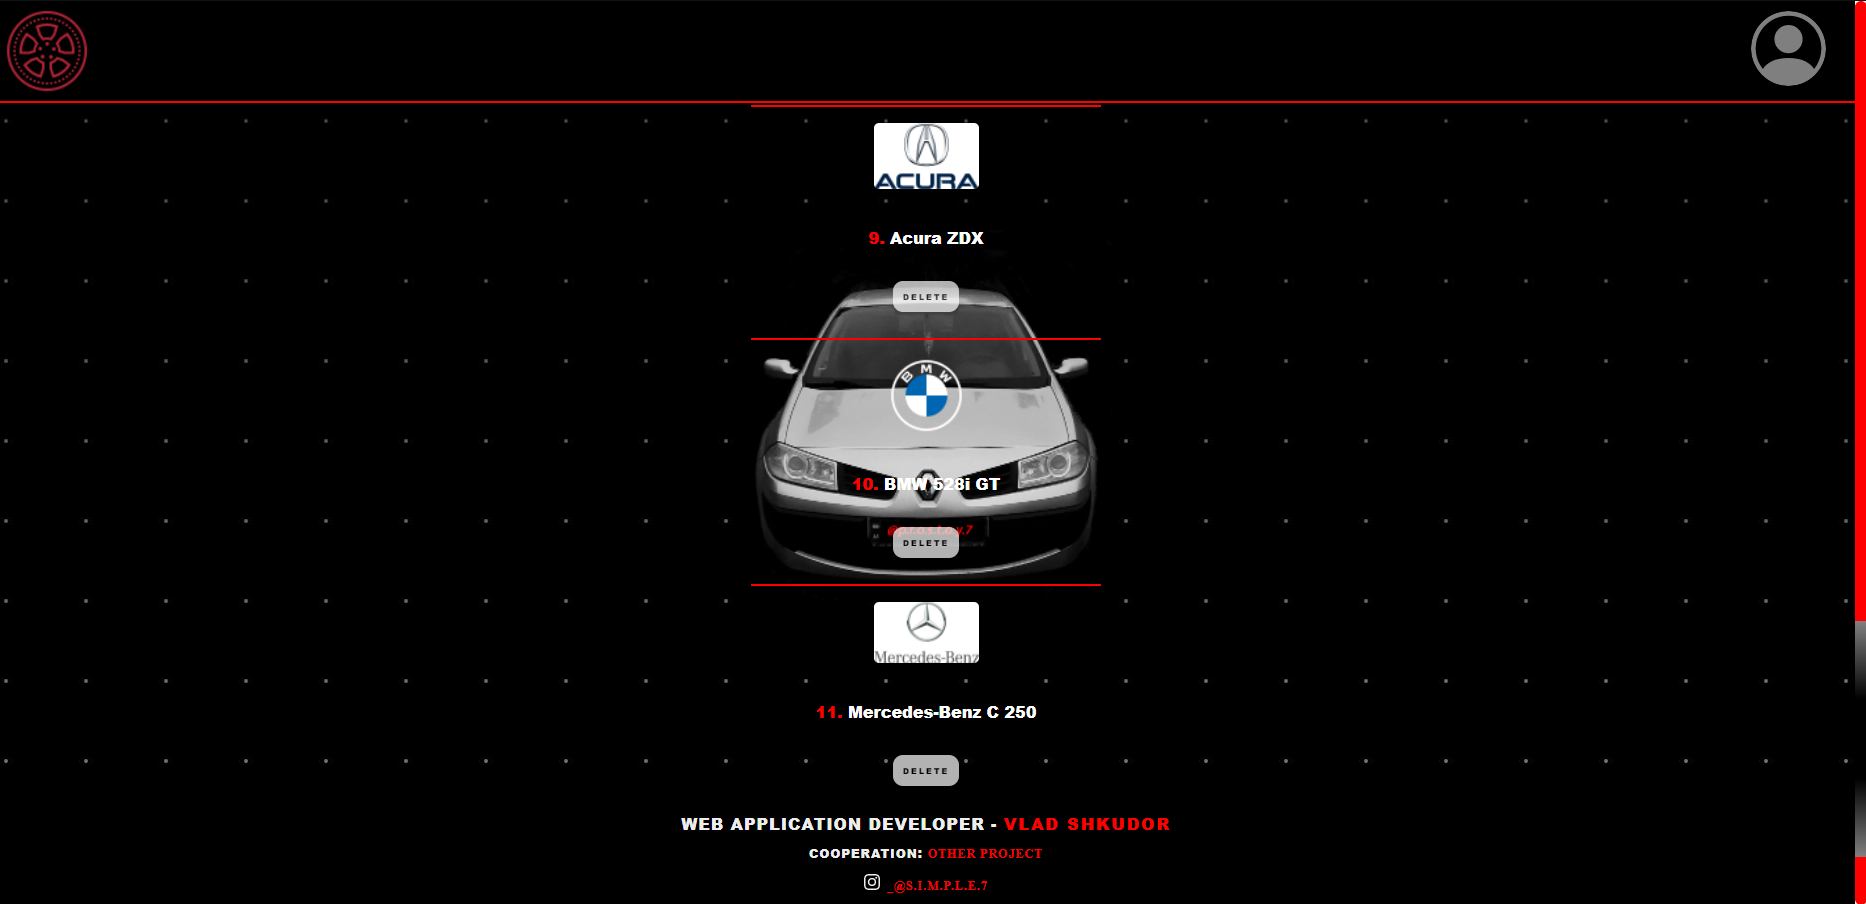 ACURA
9. Acura ZDX
DELETE
BMW
10. BMW 528i GT
DELETE
Mercedes-Benz
11. Mercedes-Benz C 250
DELETE
WEB APPLICATION DEVELOPER - VLAD SHKUDOR
COOPERATION: OTHER PROJECT
_@S.I.M.P.L.E.7